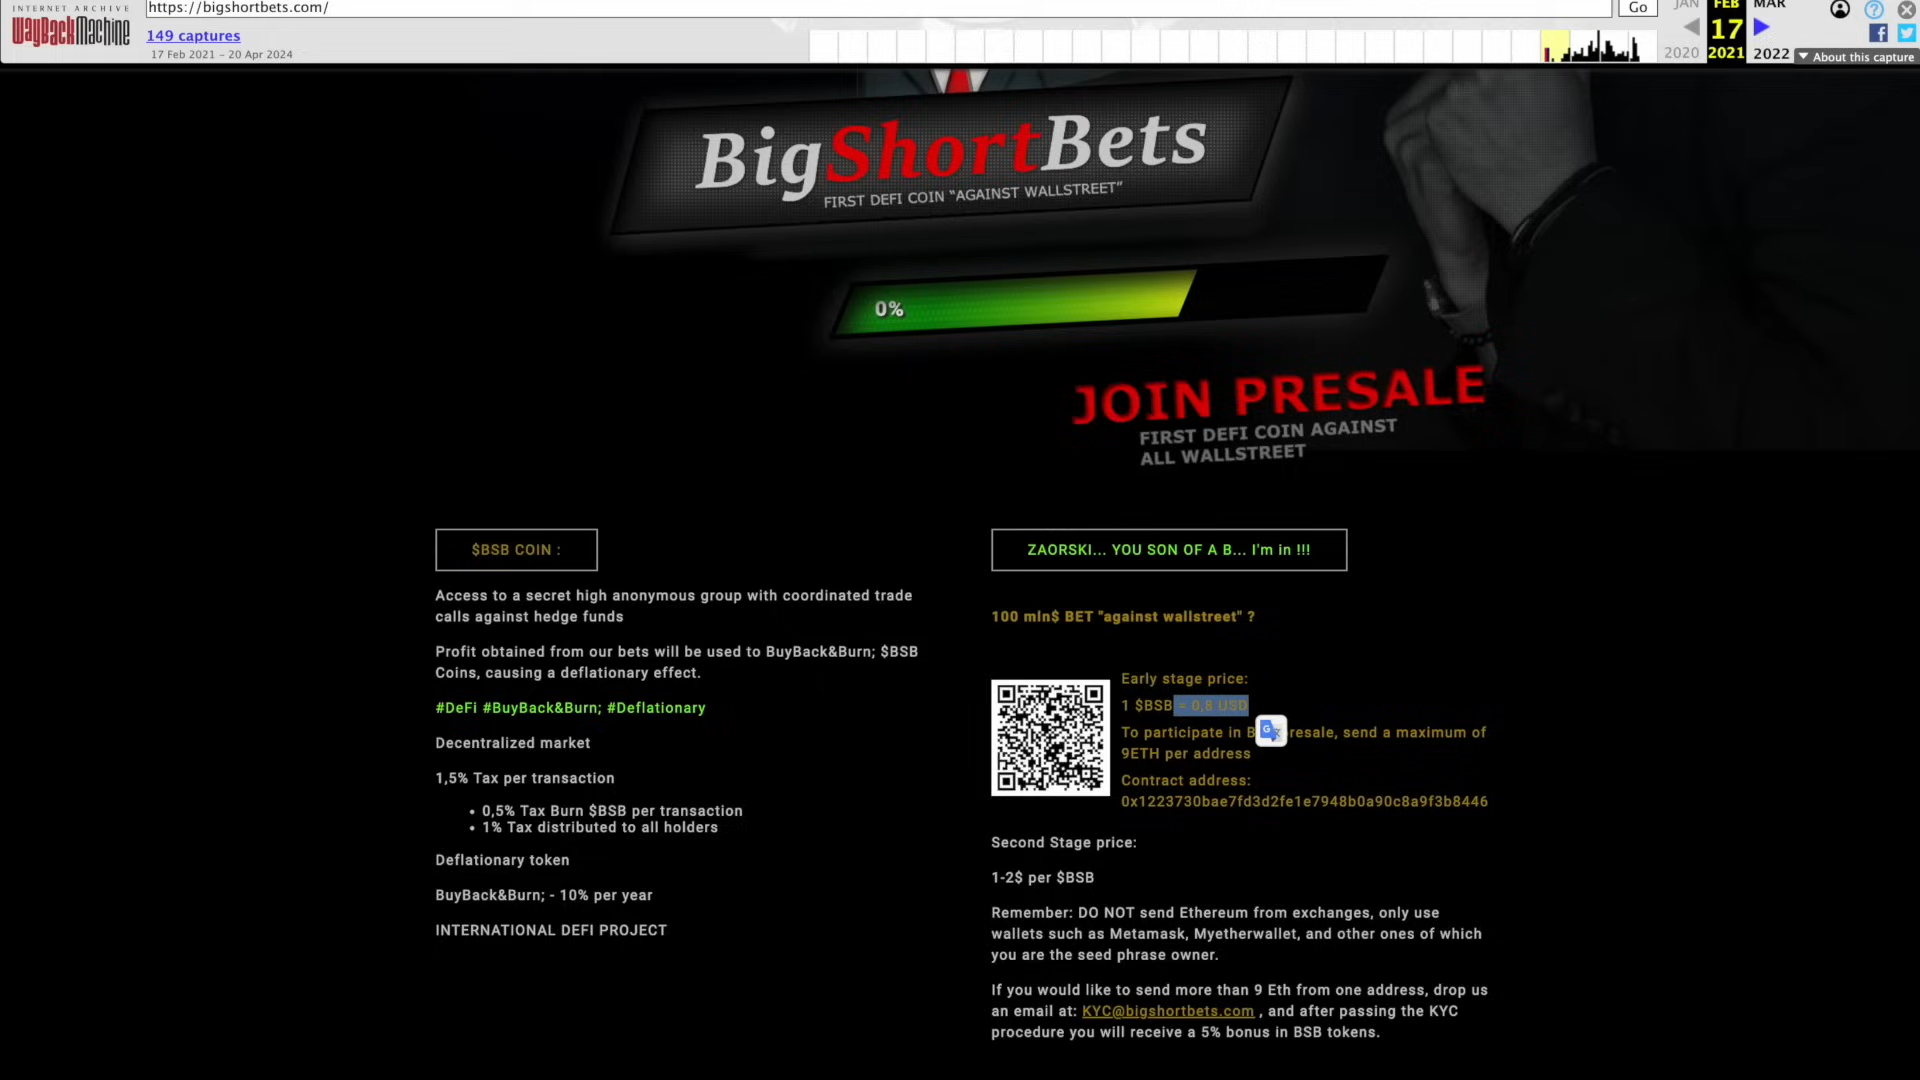 INTERNET ARCHIVE
WayBackMachine
https://bigshortbets.com/
Go
149 captures
17 Feb 2021 – 20 Apr 2024
JAN FEB MAR
17
2020 2021 2022
About this capture
BigShortBets
FIRST DEFI COIN “AGAINST WALLSTREET”
0%
JOIN PRESALE
FIRST DEFI COIN AGAINST
ALL WALLSTREET
$BSB COIN :
Access to a secret high anonymous group with coordinated trade
calls against hedge funds
Profit obtained from our bets will be used to BuyBack&Burn; $BSB
Coins, causing a deflationary effect.
#DeFi #BuyBack&Burn; #Deflationary
Decentralized market
1,5% Tax per transaction
• 0,5% Tax Burn $BSB per transaction
• 1% Tax distributed to all holders
Deflationary token
BuyBack&Burn; - 10% per year
INTERNATIONAL DEFI PROJECT
ZAORSKI... YOU SON OF A B... I'm in !!!
100 mln$ BET "against wallstreet" ?
Early stage price:
1 $BSB = 0,8 USD
To participate in B resale, send a maximum of
9ETH per address
Contract address:
0x1223730bae7fd3d2fe1e7948b0a90c8a9f3b8446
Second Stage price:
1-2$ per $BSB
Remember: DO NOT send Ethereum from exchanges, only use
wallets such as Metamask, Myetherwallet, and other ones of which
you are the seed phrase owner.
If you would like to send more than 9 Eth from one address, drop us
an email at: KYC@bigshortbets.com , and after passing the KYC
procedure you will receive a 5% bonus in BSB tokens.